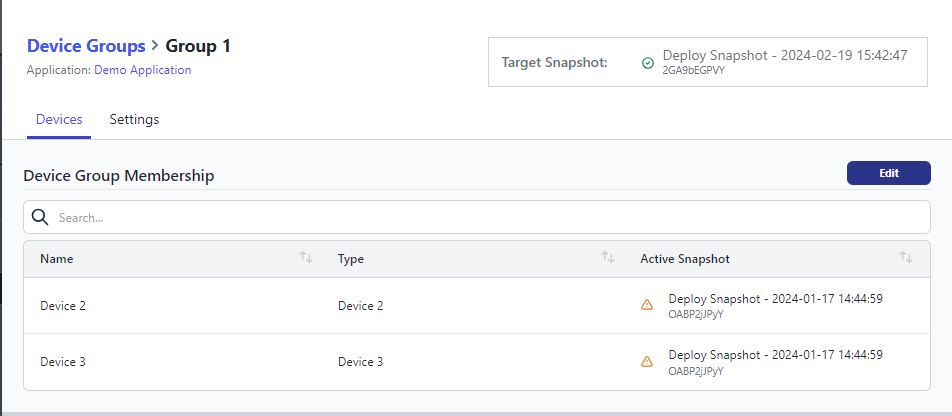 Device Groups > Group 1
Application: Demo Application
Target Snapshot:
Deploy Snapshot - 2024-02-19 15:42:47
2GA9bEGPVY
Devices Settings
Device Group Membership
Edit
Search...
Name Type Active Snapshot
Device 2 Device 2 Deploy Snapshot - 2024-01-17 14:44:59
OABP2jJPyY
Device 3 Device 3 Deploy Snapshot - 2024-01-17 14:44:59
OABP2jJPyY